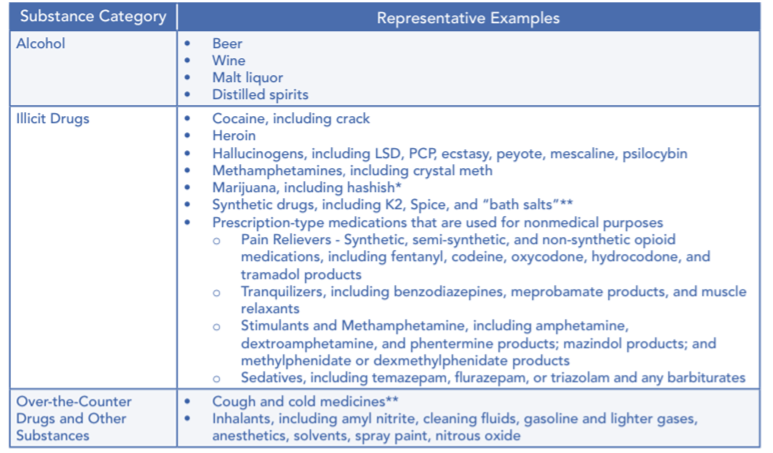 Substance Category Representative Examples
Alcohol
• Beer
• Wine
• Malt liquor
• Distilled spirits
Illicit Drugs
• Cocaine, including crack
• Heroin
• Hallucinogens, including LSD, PCP, ecstasy, peyote, mescaline, psilocybin
• Methamphetamines, including crystal meth
• Marijuana, including hashish*
• Synthetic drugs, including K2, Spice, and “bath salts”**
• Prescription-type medications that are used for nonmedical purposes
o Pain Relievers - Synthetic, semi-synthetic, and non-synthetic opioid
medications, including fentanyl, codeine, oxycodone, hydrocodone, and
tramadol products
o Tranquilizers, including benzodiazepines, meprobamate products, and muscle
relaxants
o Stimulants and Methamphetamine, including amphetamine,
dextroamphetamine, and phentermine products; mazindol products; and
methylphenidate or dexmethylphenidate products
o Sedatives, including temazepam, flurazepam, or triazolam and any barbiturates
Over-the-Counter
Drugs and Other
Substances
• Cough and cold medicines**
• Inhalants, including amyl nitrite, cleaning fluids, gasoline and lighter gases,
anesthetics, solvents, spray paint, nitrous oxide